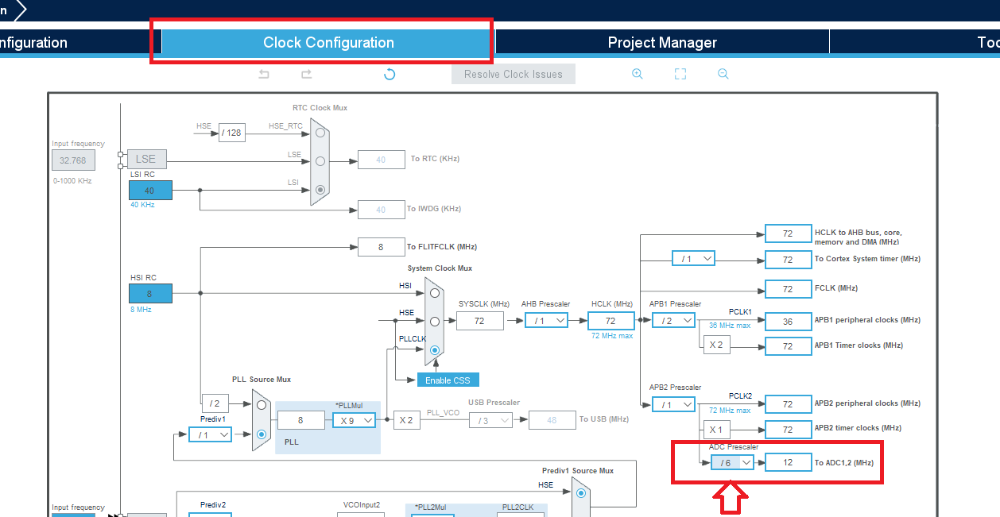 n
nfiguration
Clock Configuration
Project Manager
Too
Resolve Clock Issues
RTC Clock Mux
HSE
/ 128
HSE_RTC
Input frequency
32.768
0-1000 KHz
LSE
LSE
40
To RTC (KHz)
LSI RC
40
40 KHz
LSI
40
To IWDG (KHz)
8
To FLITFCLK (MHz)
HSI RC
8
8 MHz
System Clock Mux
HSI
HSE
PLLCLK
SYSCLK (MHz)
72
AHB Prescaler
/ 1
HCLK (MHz)
72
72 MHz max
72
HCLK to AHB bus, core,
memory and DMA (MHz)
/ 1
72
To Cortex System timer (MHz)
72
FCLK (MHz)
APB1 Prescaler
/ 2
PCLK1
36 MHz max
36
APB1 peripheral clocks (MHz)
X 2
72
APB1 Timer clocks (MHz)
Enable CSS
PLL Source Mux
/ 2
Prediv1
/ 1
8
*PLLMul
X 9
PLL
X 2
PLL_VCO
USB Prescaler
/ 3
48
To USB (MHz)
APB2 Prescaler
/ 1
PCLK2
72 MHz max
72
APB2 peripheral clocks (MHz)
X 1
72
APB2 timer clocks (MHz)
ADC Prescaler
/ 6
12
To ADC1,2 (MHz)
Prediv1 Source Mux
HSE
Input frequency
Prediv2
VCOInput2
*PLL2Mul
PLL2CLK